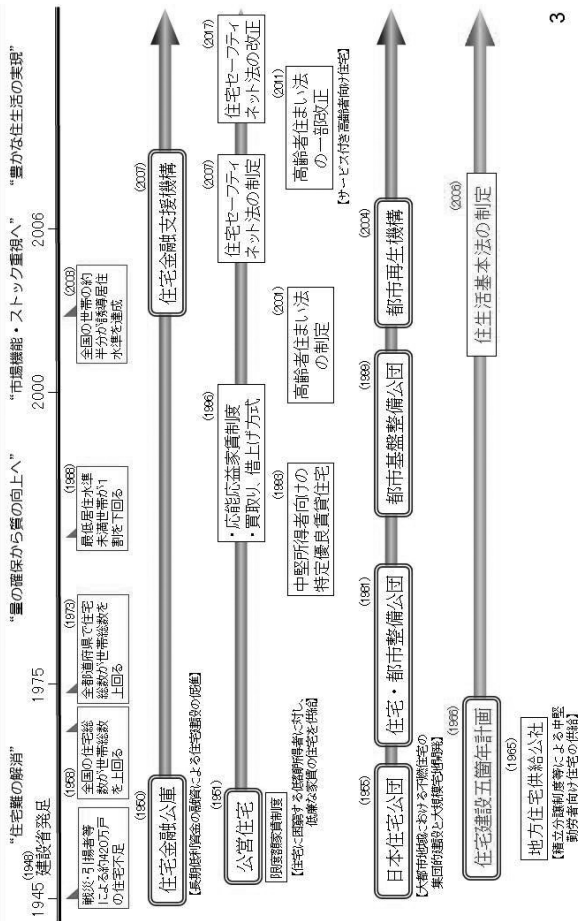 "住宅難の解消"
"量の確保から質の向上へ"
"市場機能・ストック重視へ"
"豊かな住生活の実現"
(1948)
建設省発足
1945
1975
2000
2006
戦災・引揚者等
による約420万戸
の住宅不足
(1958)
全国の住宅総
数が世帯総数
を上回る
(1973)
全都道府県で住宅
総数が世帯総数を
上回る
(1988)
最低居住水準
未満世帯が1
割を下回る
(2003)
全国の世帯の約
半分が誘導居住
水準を達成
(1950)
住宅金融公庫
【長期低利資金の融資による住宅建設の促進】
(2007)
住宅金融支援機構
(1951)
公営住宅
限度額家賃制度
【住宅に困窮する低額所得者に対し、
低廉な家賃の住宅を供給】
(1996)
・応能応益家賃制度
・買取り、借上げ方式
(2007)
住宅セーフティ
ネット法の制定
(2017)
住宅セーフティ
ネット法の改正
(1993)
中堅所得者向けの
特定優良賃貸住宅
(2001)
高齢者住まい法
の制定
(2011)
高齢者住まい法
の一部改正
【サービス付き高齢者向け住宅】
(1955)
日本住宅公団
【大都市地域における不燃住宅の
集団的建設と大規模宅地開発】
(1981)
住宅・都市整備公団
(1999)
都市基盤整備公団
(2004)
都市再生機構
(1966)
住宅建設五箇年計画
(2006)
住生活基本法の制定
(1965)
地方住宅供給公社
【積立分譲制度等による中堅
勤労者向け住宅の供給】
3